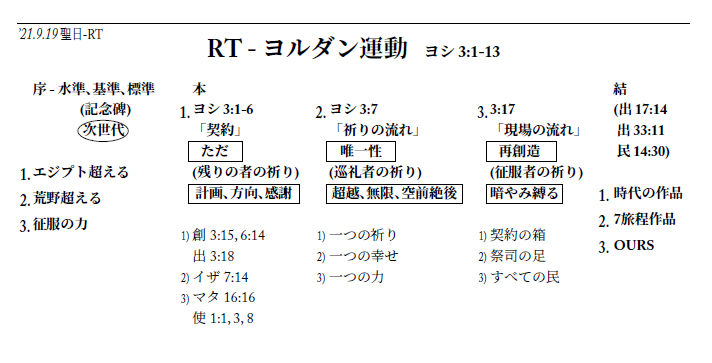 '21.9.19 聖日-RT
RT - ヨルダン運動 ヨシ 3:1-13
序 - 水準、基準、標準
(記念碑)
次世代
1. エジプト超える
2. 荒野超える
3. 征服の力
本
1. ヨシ 3:1-6
「契約」
ただ
(残りの者の祈り)
計画、方向、感謝
1) 創 3:15, 6:14
出 3:18
2) イザ 7:14
3) マタ 16:16
使 1:1, 3, 8
2. ヨシ 3:7
「祈りの流れ」
唯一性
(巡礼者の祈り)
超越、無限、空前絶後
1) 一つの祈り
2) 一つの幸せ
3) 一つの力
3. 3:17
「現場の流れ」
再創造
(征服者の祈り)
暗やみ縛る
1) 契約の箱
2) 祭司の足
3) すべての民
結
(出 17:14
出 33:11
民 14:30)
1. 時代の作品
2. 7旅程作品
3. OURS